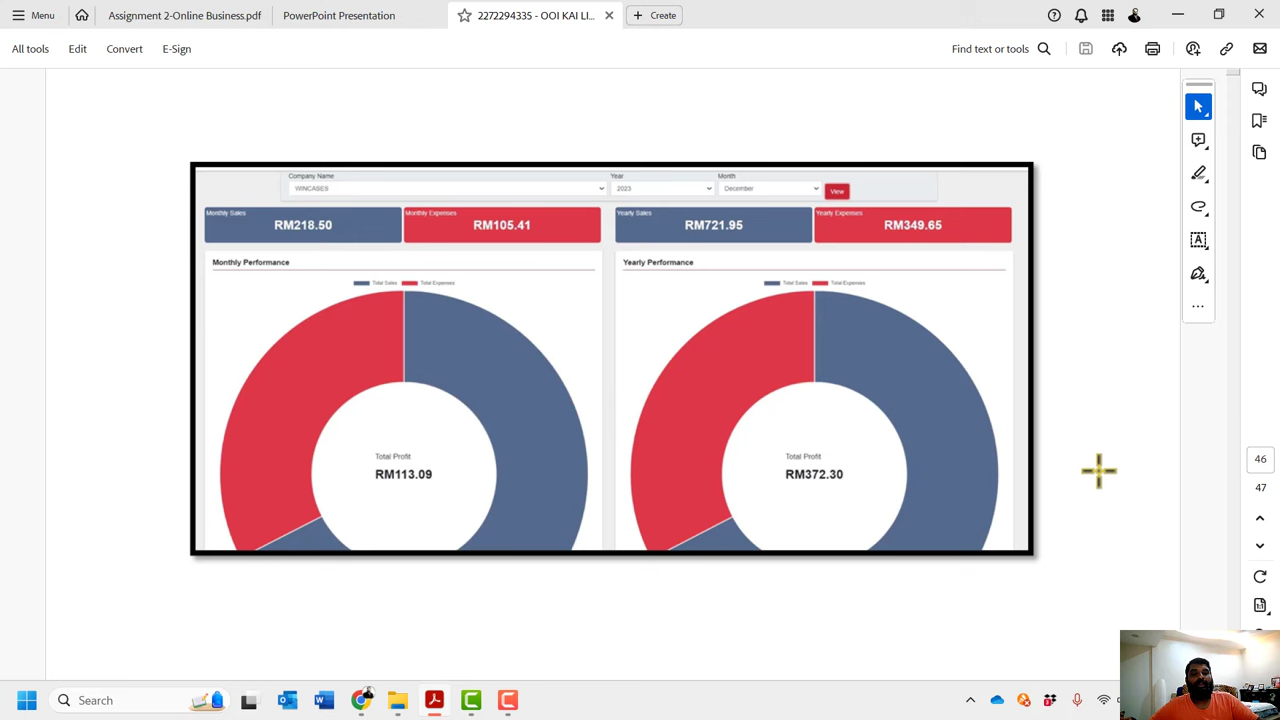 Menu
Assignment 2-Online Business.pdf
PowerPoint Presentation
2272294335 - OOI KAI LI...
Create
All tools
Edit
Convert
E-Sign
Find text or tools
Company Name
Year
Month
WINCASES
2023
December
View
Monthly Sales
RM218.50
Monthly Expenses
RM105.41
Yearly Sales
RM721.95
Yearly Expenses
RM349.65
Monthly Performance
Total Sales
Total Expenses
Total Profit
RM113.09
Yearly Performance
Total Sales
Total Expenses
Total Profit
RM372.30
46
47
Search